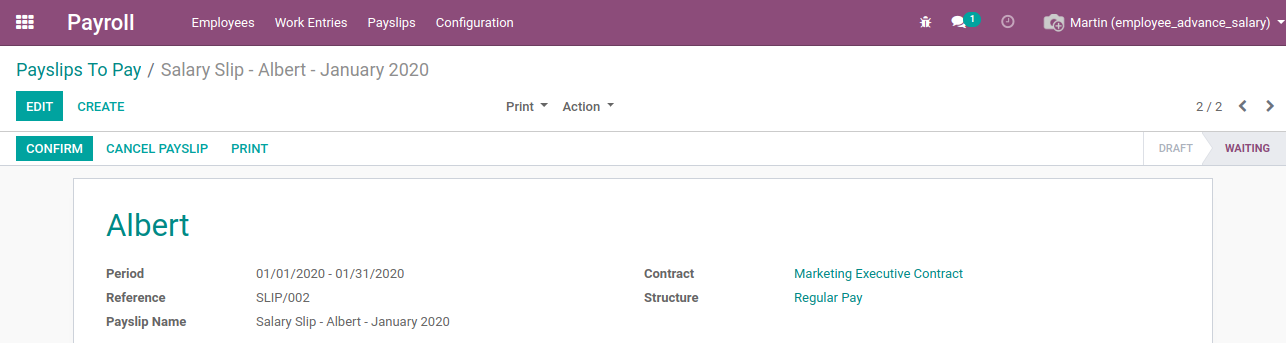 Payroll Employees Work Entries Payslips Configuration 1 Martin (employee_advance_salary)
Payslips To Pay / Salary Slip - Albert - January 2020
EDIT CREATE Print Action 2 / 2
CONFIRM CANCEL PAYSLIP PRINT DRAFT WAITING
Albert
Period 01/01/2020 - 01/31/2020 Contract Marketing Executive Contract
Reference SLIP/002 Structure Regular Pay
Payslip Name Salary Slip - Albert - January 2020